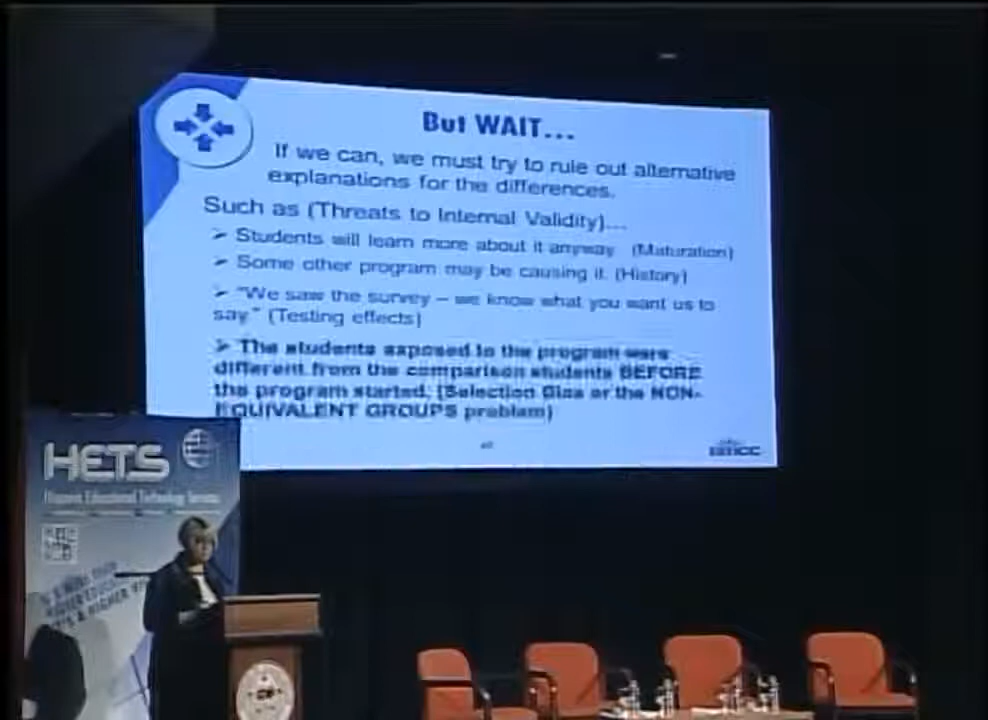 But WAIT...
If we can, we must try to rule out alternative
explanations for the differences.
Such as (Threats to Internal Validity)...
➢ Students will learn more about it anyway (Maturation)
➢ Some other program may be causing it. (History)
➢ "We saw the survey – we know what you want us to
say." (Testing effects)
➢ The students exposed to the program were
different from the comparison students BEFORE
the program started. (Selection Bias or the NON-
EQUIVALENT GROUPS problem)
HETS
Hispanic Educational Technology Services